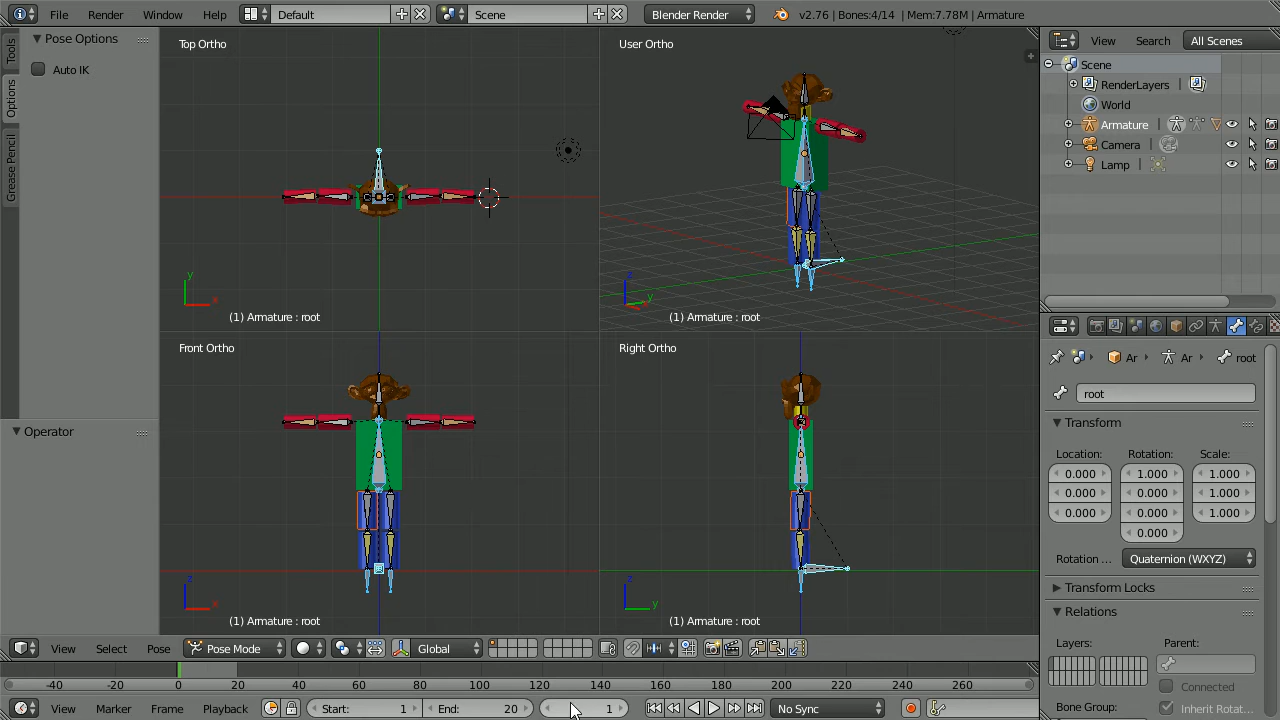 File Render Window Help Default Scene Blender Render v2.76 | Bones:4/14 | Mem:7.78M | Armature
Tools
Options
Grease Pencil
Pose Options
Auto IK
Operator
Top Ortho
y
x
(1) Armature : root
User Ortho
z
y
(1) Armature : root
Front Ortho
z
x
(1) Armature : root
Right Ortho
z
y
(1) Armature : root
View Search All Scenes
Scene
RenderLayers
World
Armature
Camera
Lamp
Ar Ar root
root
Transform
Location: Rotation: Scale:
0.000 1.000 1.000
0.000 0.000 1.000
0.000 0.000 1.000
0.000
Rotation ... Quaternion (WXYZ)
Transform Locks
Relations
Layers: Parent:
Connected
Bone Group: Inherit Rotat...
View Select Pose Pose Mode Global
-40 -20 0 20 40 60 80 100 120 140 160 180 200 220 240 260
View Marker Frame Playback Start: 1 End: 20 1 No Sync